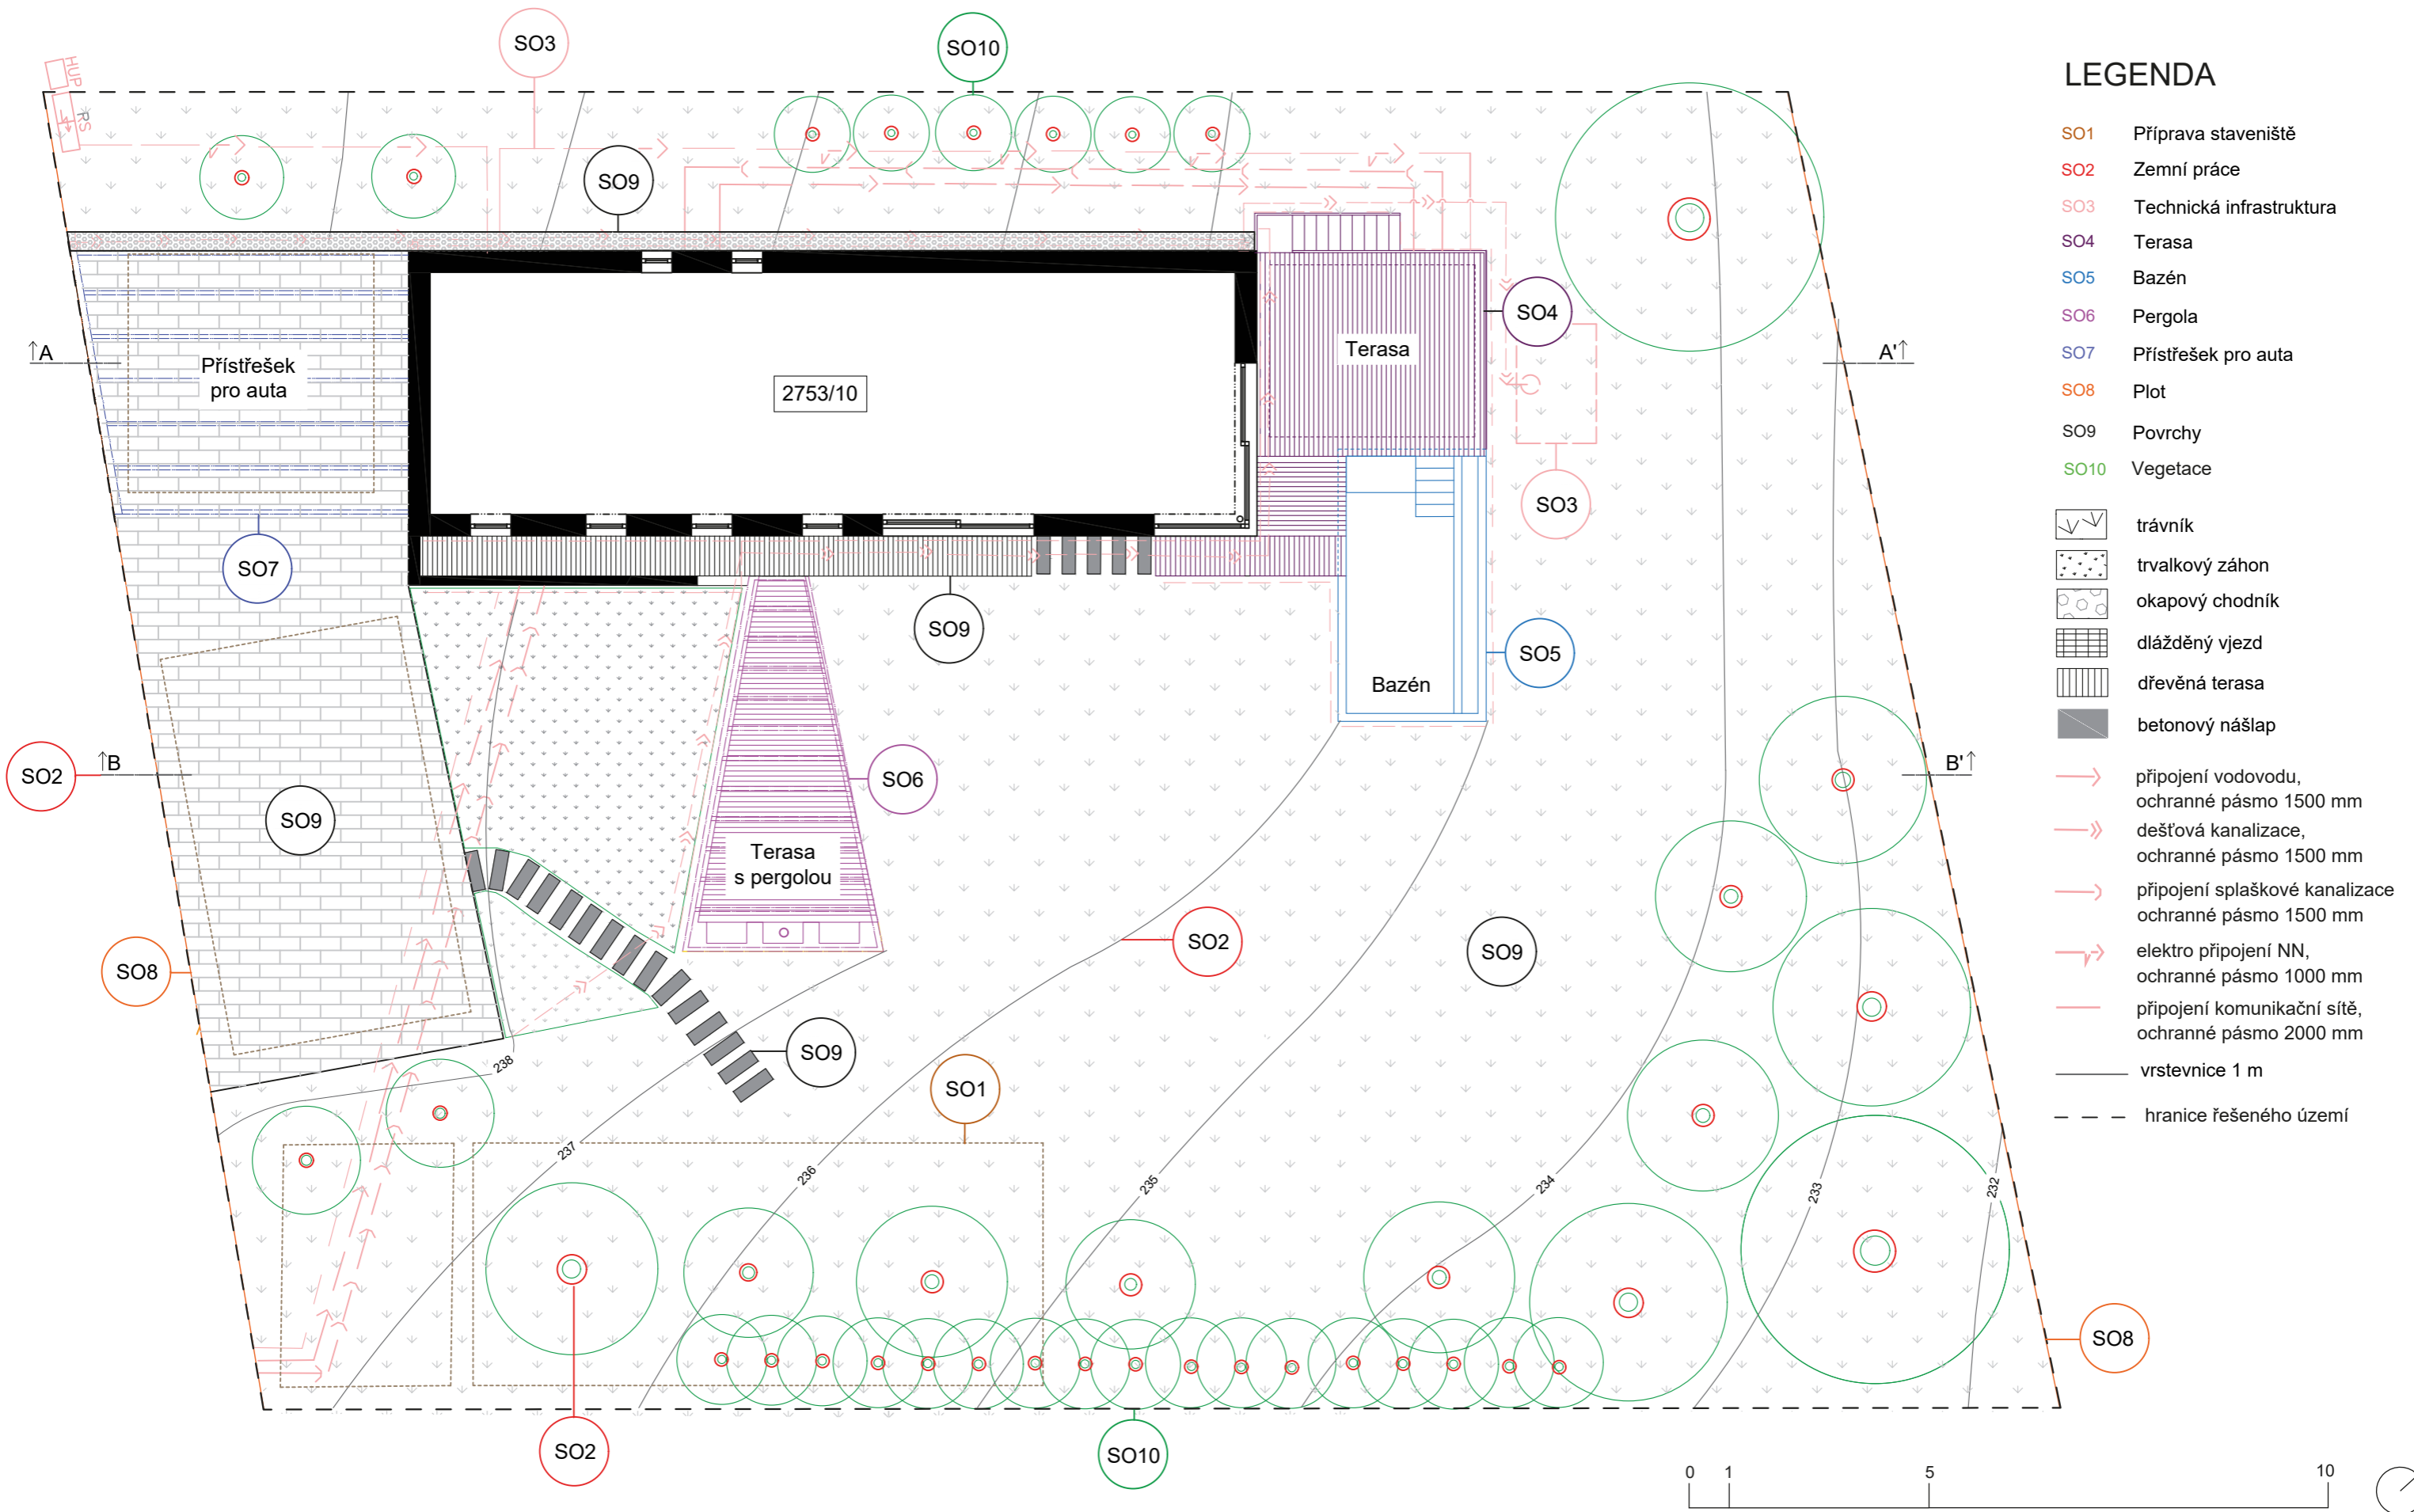 SO3
SO10
HUP
RS
SO9
SO4
Terasa
Přístřešek
pro auta
2753/10
A
A'
SO3
SO7
SO9
SO5
Bazén
SO2
B
B'
SO6
SO9
Terasa
s pergolou
SO2
SO9
SO8
SO9
238
SO1
237
236
235
234
233
232
SO8
SO2
SO10
LEGENDA
SO1 Příprava staveniště
SO2 Zemní práce
SO3 Technická infrastruktura
SO4 Terasa
SO5 Bazén
SO6 Pergola
SO7 Přístřešek pro auta
SO8 Plot
SO9 Povrchy
SO10 Vegetace
trávník
trvalkový záhon
okapový chodník
dlážděný vjezd
dřevěná terasa
betonový nášlap
připojení vodovodu,
ochranné pásmo 1500 mm
dešťová kanalizace,
ochranné pásmo 1500 mm
připojení splaškové kanalizace
ochranné pásmo 1500 mm
elektro připojení NN,
ochranné pásmo 1000 mm
připojení komunikační sítě,
ochranné pásmo 2000 mm
vrstevnice 1 m
hranice řešeného území
0 1 5 10